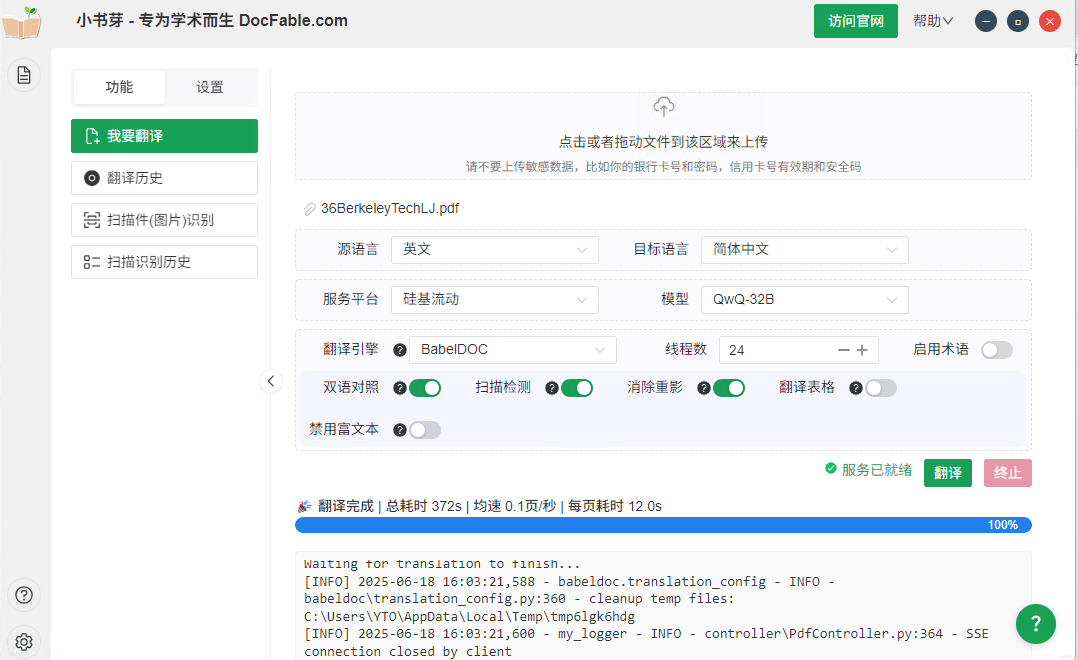 小书芽 - 专为学术而生 DocFable.com
访问官网
帮助
功能
设置
我要翻译
翻译历史
扫描件(图片)识别
扫描识别历史
点击或者拖动文件到该区域来上传
请不要上传敏感数据，比如你的银行卡号和密码，信用卡号有效期和安全码
36BerkeleyTechLJ.pdf
源语言 英文 目标语言 简体中文
服务平台 硅基流动 模型 QwQ-32B
翻译引擎 ? BabelDOC 线程数 24 启用术语
双语对照 ? 扫描检测 ? 消除重影 ? 翻译表格 ?
禁用富文本 ?
服务已就绪 翻译 终止
翻译完成 | 总耗时 372s | 均速 0.1页/秒 | 每页耗时 12.0s
100%
Waiting for translation to finish...
[INFO] 2025-06-18 16:03:21,588 - babeldoc.translation_config - INFO -
babeldoc\translation_config.py:360 - cleanup temp files:
C:\Users\YTO\AppData\Local\Temp\tmp6lgk6hdg
[INFO] 2025-06-18 16:03:21,600 - my_logger - INFO - controller\PdfController.py:364 - SSE
connection closed by client
?
?